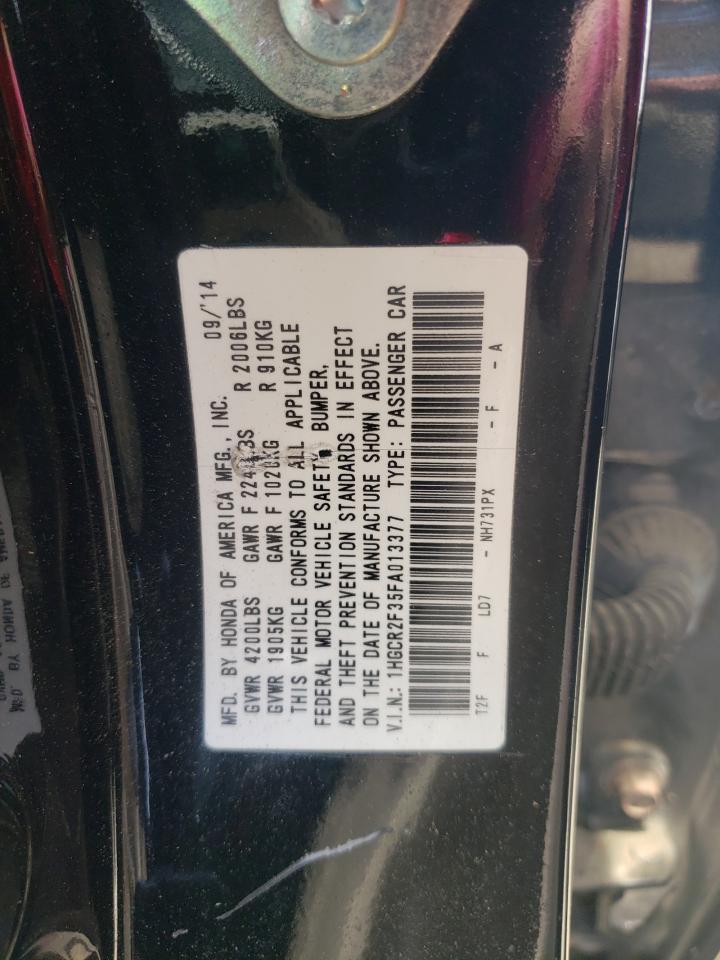 MFD. BY HONDA OF AMERICA MFG., INC. 09/'14
GVWR 4200LBS GAWR F R 2006LBS
GVWR 1905KG GAWR F R 910KG
THIS VEHICLE CONFORMS TO ALL APPLICABLE
FEDERAL MOTOR VEHICLE SAFETY, BUMPER,
AND THEFT PREVENTION STANDARDS IN EFFECT
ON THE DATE OF MANUFACTURE SHOWN ABOVE.
V.I.N.: 1HGCR2F35FA013377 TYPE: PASSENGER CAR
T2F F LD7 - NH731PX - F - A